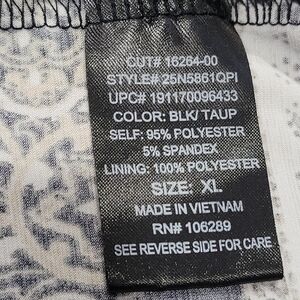 CUT# 16264-00
STYLE# 25N5861QPI
UPC# 191170096433
COLOR: BLK/ TAUP
SELF: 95% POLYESTER
5% SPANDEX
LINING: 100% POLYESTER
SIZE: XL
MADE IN VIETNAM
RN# 106289
SEE REVERSE SIDE FOR CARE